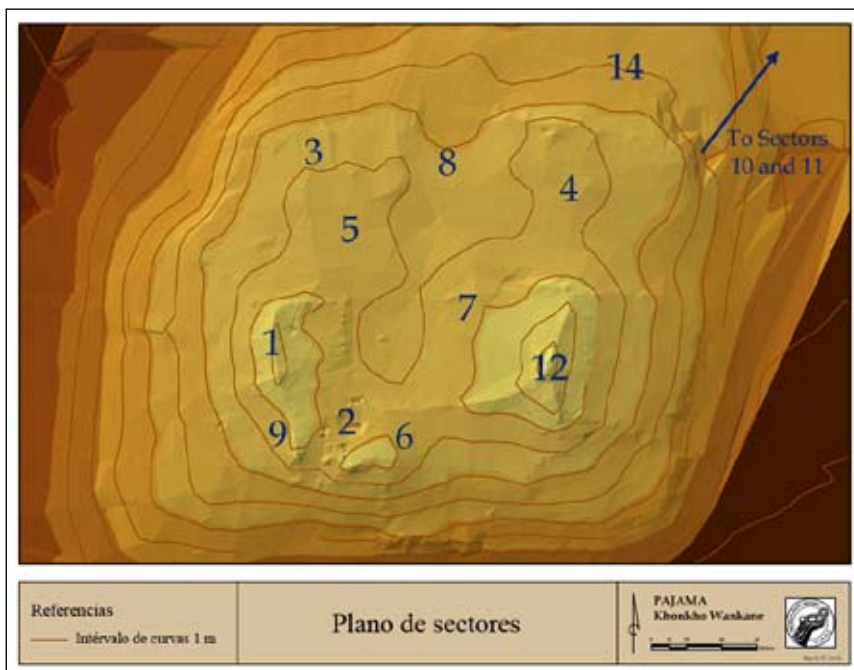 14
To Sectors
10 and 11
3
8
4
5
7
1
12
2
9
6
Referencias
Intérvalo de curvas 1 m
Plano de sectores
PAJAMA
Khonkho Wankane